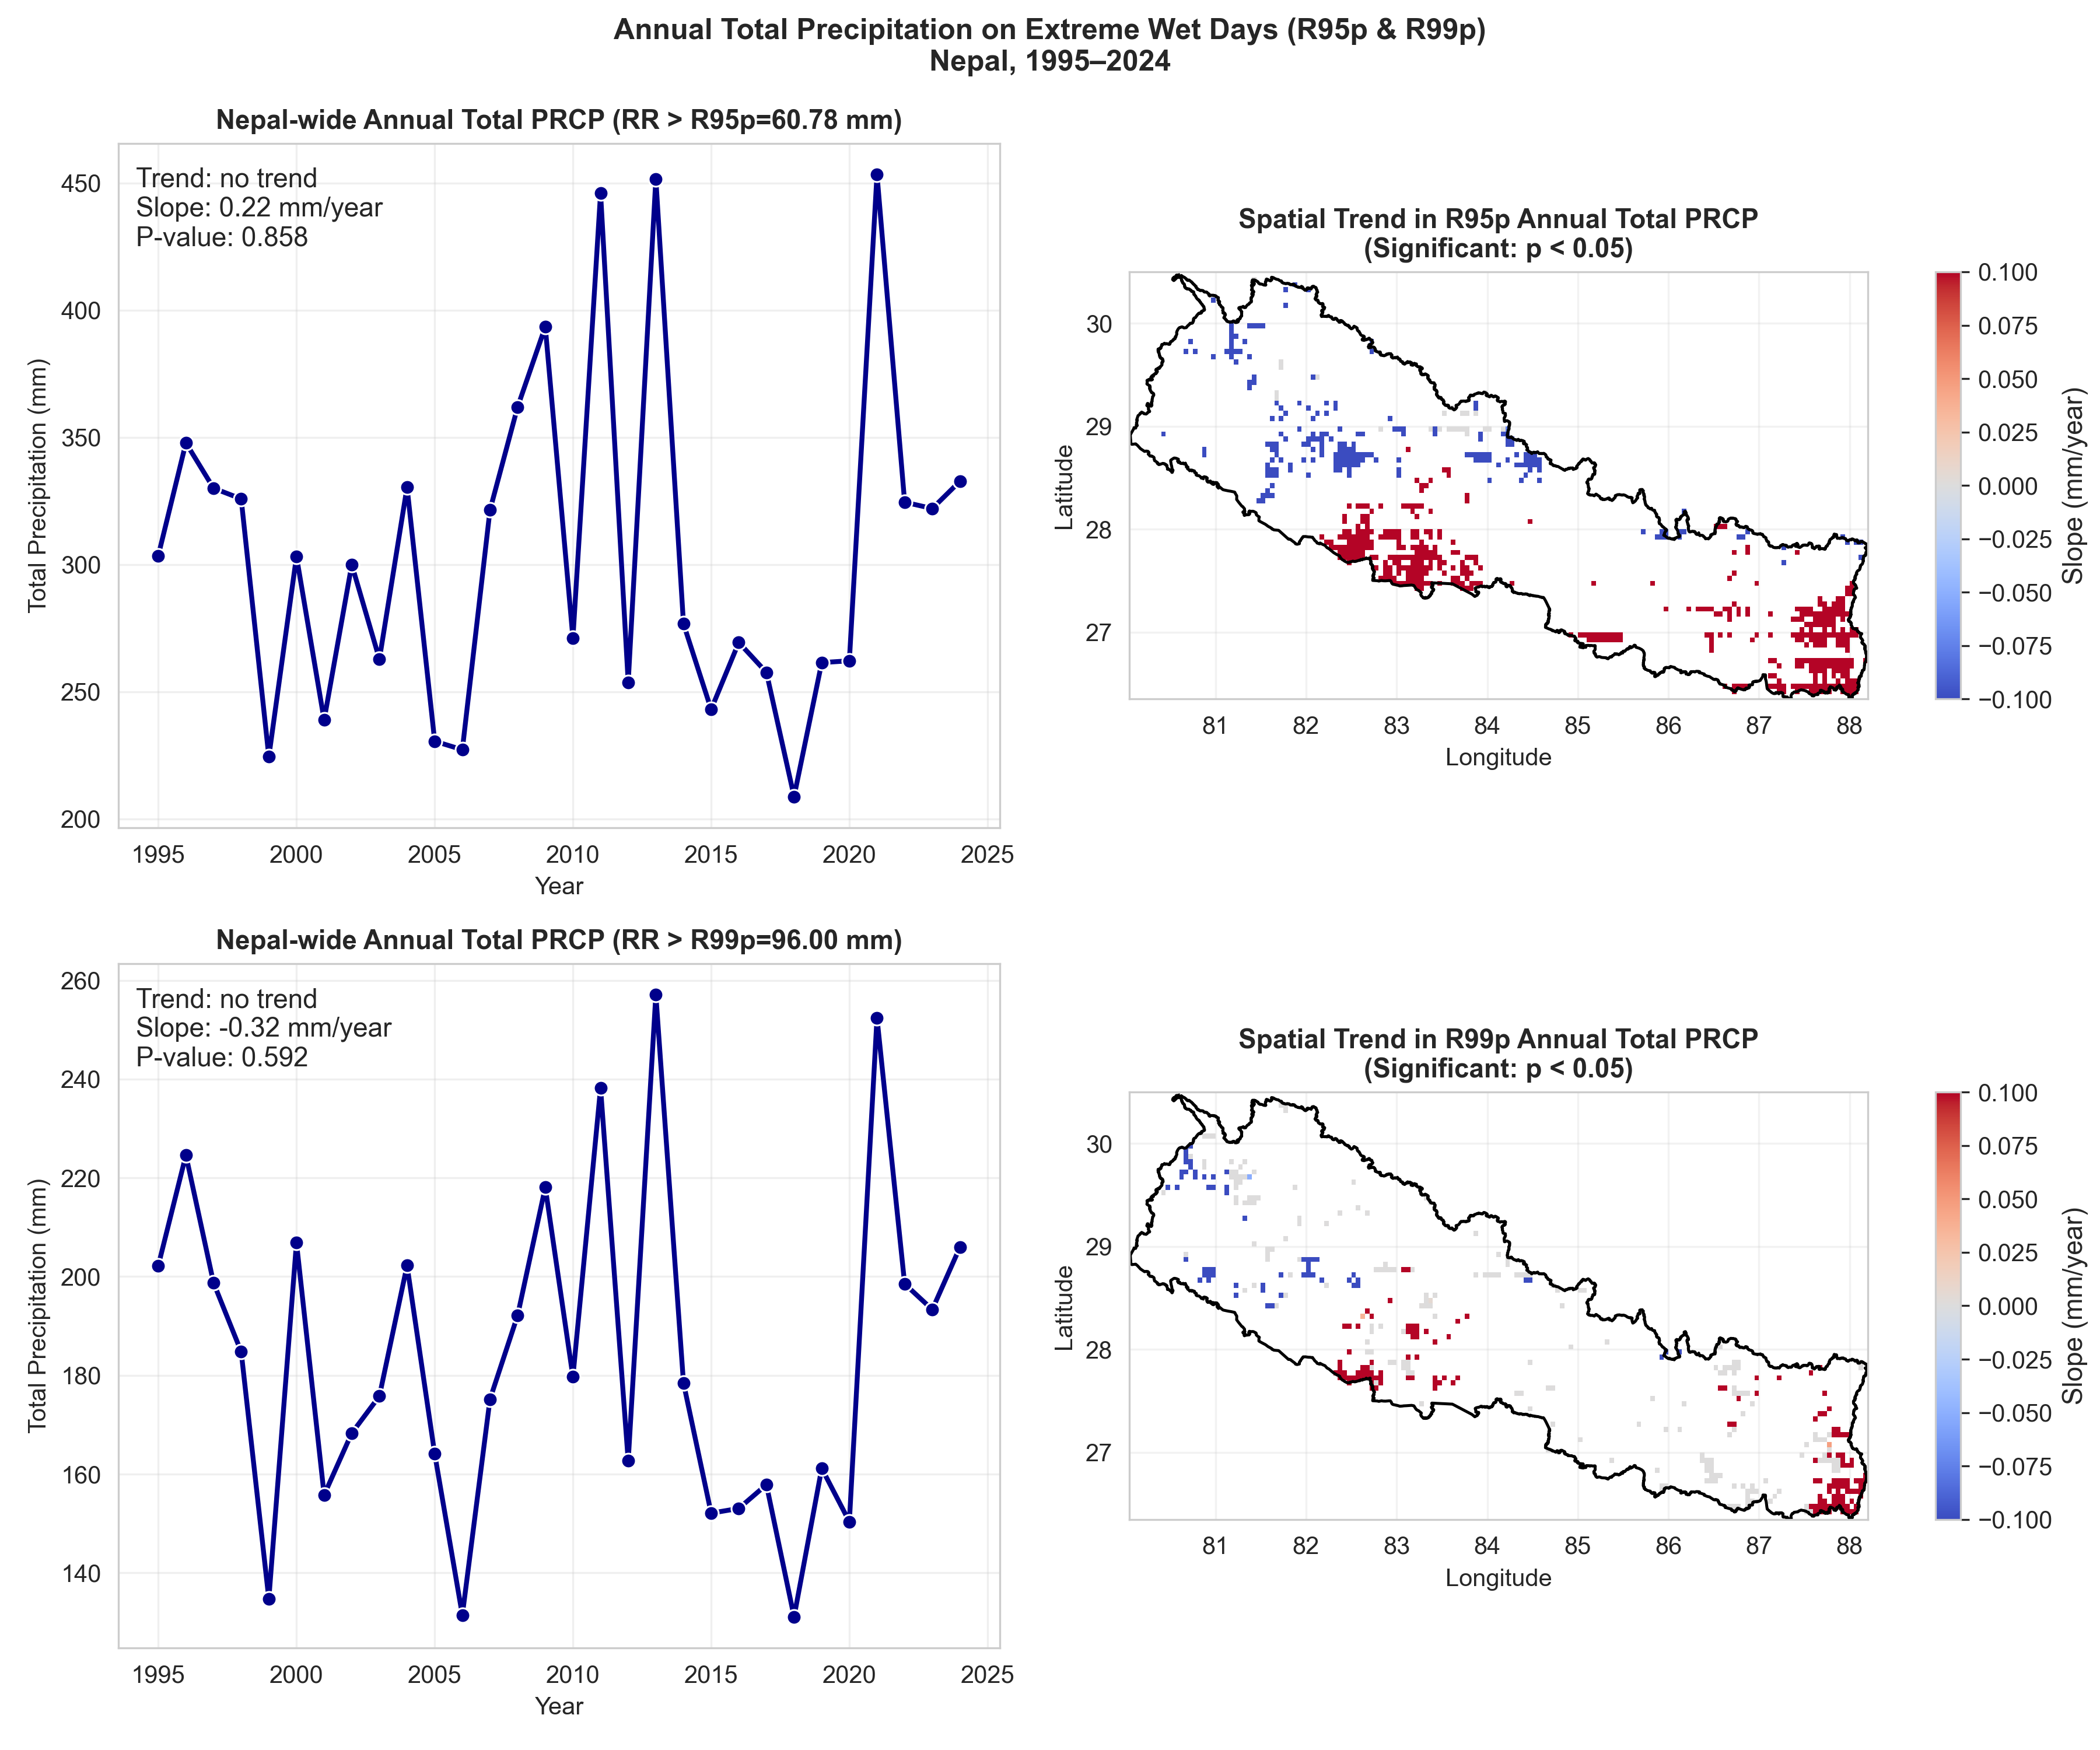 Annual Total Precipitation on Extreme Wet Days (R95p & R99p)
Nepal, 1995–2024
Nepal-wide Annual Total PRCP (RR > R95p=60.78 mm)
Trend: no trend
Slope: 0.22 mm/year
P-value: 0.858
450
400
350
300
250
200
Total Precipitation (mm)
1995
2000
2005
2010
2015
2020
2025
Year
Spatial Trend in R95p Annual Total PRCP
(Significant: p < 0.05)
30
29
28
27
Latitude
81
82
83
84
85
86
87
88
Longitude
0.100
0.075
0.050
0.025
0.000
−0.025
−0.050
−0.075
−0.100
Slope (mm/year)
Nepal-wide Annual Total PRCP (RR > R99p=96.00 mm)
Trend: no trend
Slope: -0.32 mm/year
P-value: 0.592
260
240
220
200
180
160
140
Total Precipitation (mm)
1995
2000
2005
2010
2015
2020
2025
Year
Spatial Trend in R99p Annual Total PRCP
(Significant: p < 0.05)
30
29
28
27
Latitude
81
82
83
84
85
86
87
88
Longitude
0.100
0.075
0.050
0.025
0.000
−0.025
−0.050
−0.075
−0.100
Slope (mm/year)